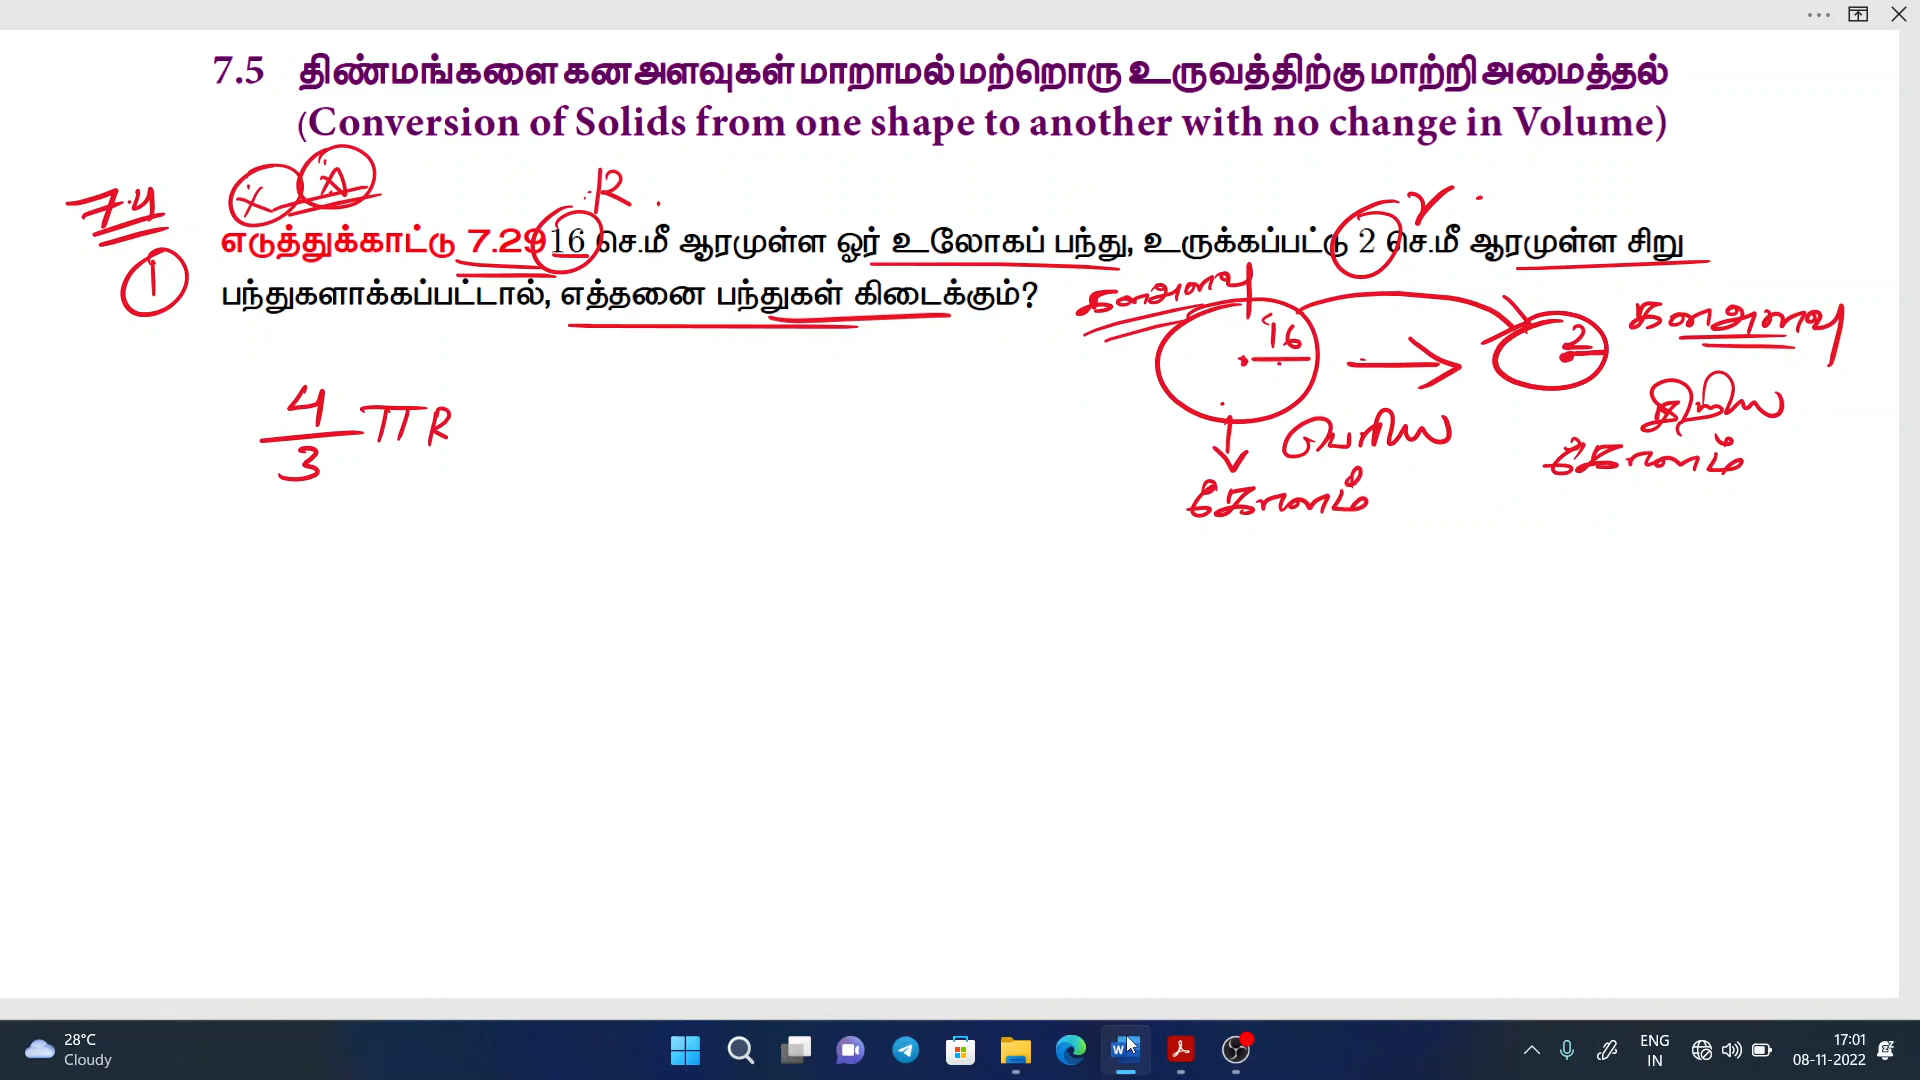 7.5 திண்மங்களை கனஅளவுகள் மாறாமல் மற்றொரு உருவத்திற்கு மாற்றி அமைத்தல்
(Conversion of Solids from one shape to another with no change in Volume)
7.4
R
r
எடுத்துக்காட்டு 7.29 16 செ.மீ ஆரமுள்ள ஓர் உலோகப் பந்து, உருக்கப்பட்டு 2 செ.மீ ஆரமுள்ள சிறு
1
பந்துகளாக்கப்பட்டால், எத்தனை பந்துகள் கிடைக்கும்?
கனஅளவு
கனஅளவு
16
2
4/3 π R
பெரிய
சிறிய
கோளம்
கோளம்
28°C
Cloudy
ENG
IN
17:01
08-11-2022